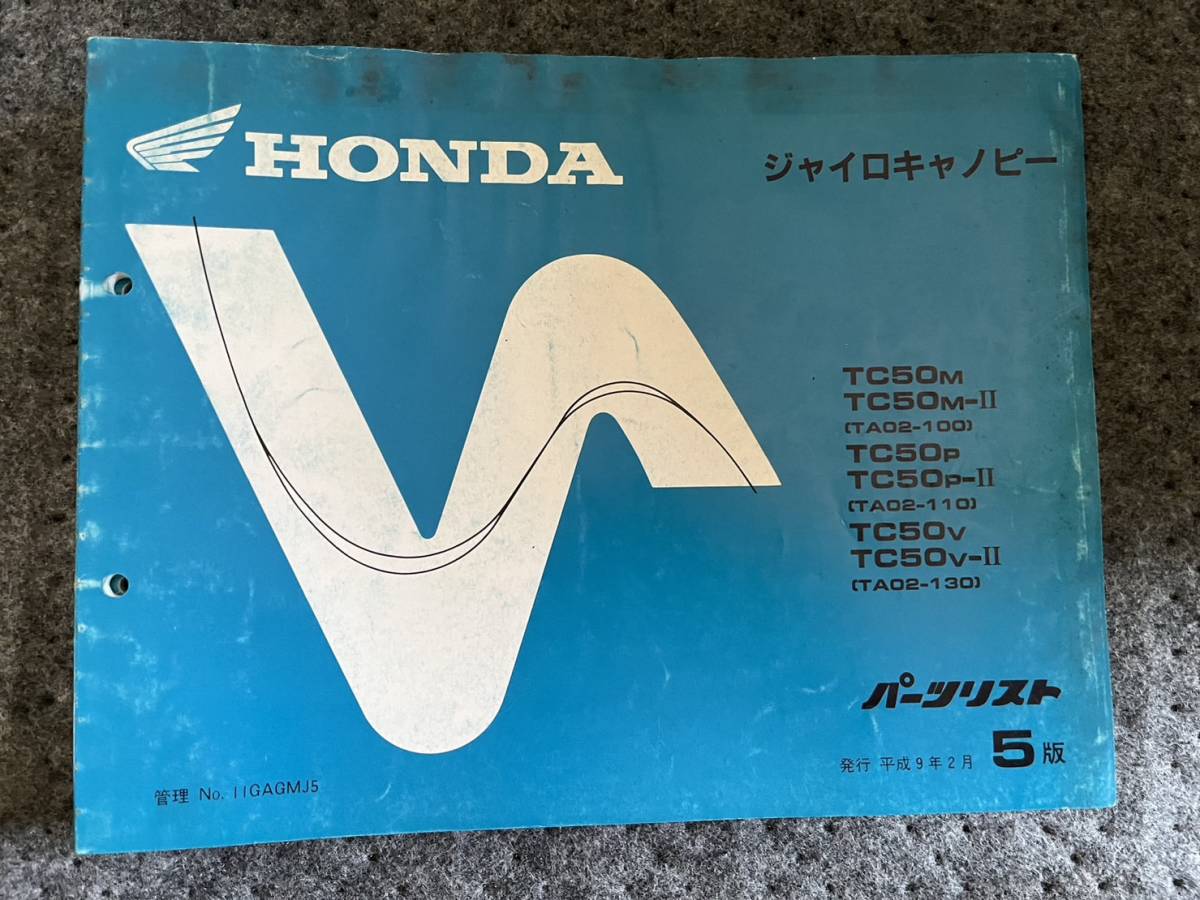 HONDA
ジャイロキャノピー
TC50M
TC50M-II
(TA02-100)
TC50P
TC50P-II
(TA02-110)
TC50V
TC50V-II
(TA02-130)
パーツリスト
発行 平成9年2月 5版
管理 No. 11GAGMJ5